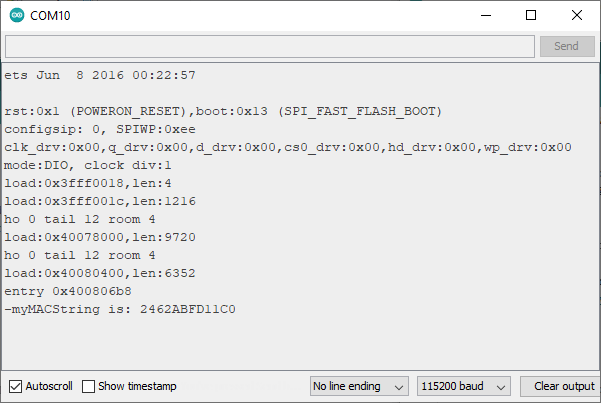 COM10
Send
ets Jun  8 2016 00:22:57
rst:0x1 (POWERON_RESET),boot:0x13 (SPI_FAST_FLASH_BOOT)
configsip: 0, SPIWP:0xee
clk_drv:0x00,q_drv:0x00,d_drv:0x00,cs0_drv:0x00,hd_drv:0x00,wp_drv:0x00
mode:DIO, clock div:1
load:0x3fff0018,len:4
load:0x3fff001c,len:1216
ho 0 tail 12 room 4
load:0x40078000,len:9720
ho 0 tail 12 room 4
load:0x40080400,len:6352
entry 0x400806b8
-myMACString is: 2462ABFD11C0
Autoscroll Show timestamp No line ending 115200 baud Clear output